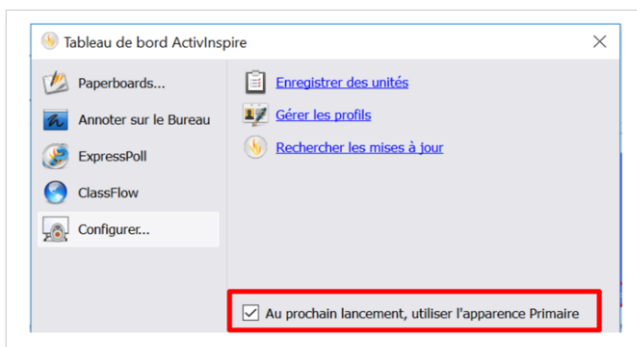 Tableau de bord ActivInspire
Paperboards...
Annoter sur le Bureau
ExpressPoll
ClassFlow
Configurer...
Enregistrer des unités
Gérer les profils
Rechercher les mises à jour
Au prochain lancement, utiliser l'apparence Primaire